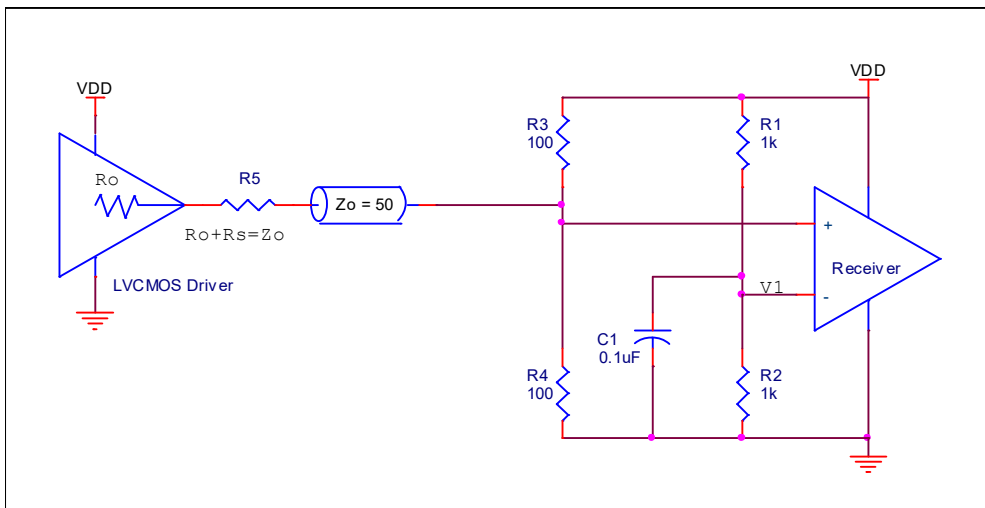 VDD
VDD
R3
100
R1
1k
Ro
R5
Zo = 50
+
Ro+Rs=Zo
Receiver
LVCMOS Driver
V1
-
C1
0.1uF
R4
100
R2
1k